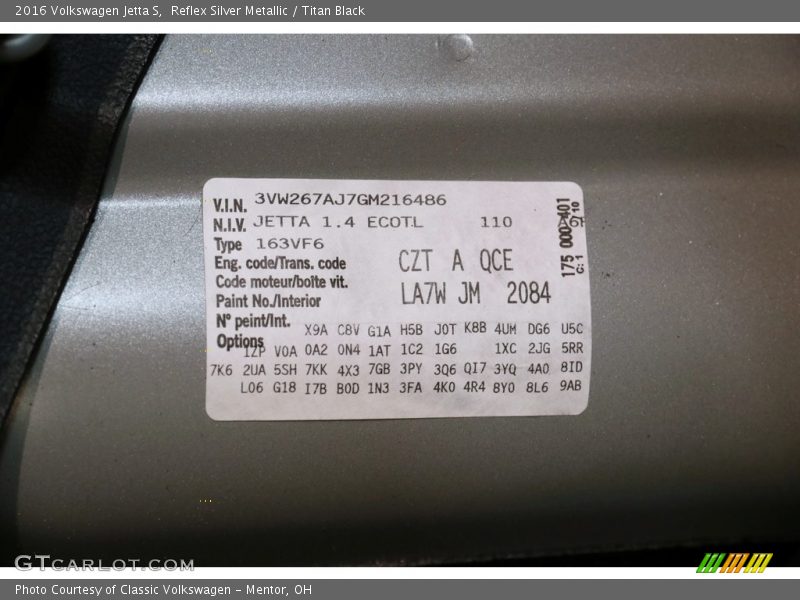 2016 Volkswagen Jetta S, Reflex Silver Metallic / Titan Black
V.I.N. 3VW267AJ7GM216486
N.I.V. JETTA 1.4 ECOTL 110
Type 163VF6
Eng. code/Trans. code CZT A QCE
Code moteur/boîte vit.
Paint No./Interior LA7W JM 2084
N° peint/Int.
X9A C8V G1A H5B J0T K8B 4UM DG6 U5C
Options
1ZP V0A 0A2 0N4 1AT 1C2 1G6 1XC 2JG 5RR
7K6 2UA 5SH 7KK 4X3 7GB 3PY 3Q6 QI7 3YQ 4A0 8ID
L06 G18 I7B B0D 1N3 3FA 4K0 4R4 8Y0 8L6 9AB
175 000 401
C:1
GTCARLOT.COM
Photo Courtesy of Classic Volkswagen - Mentor, OH